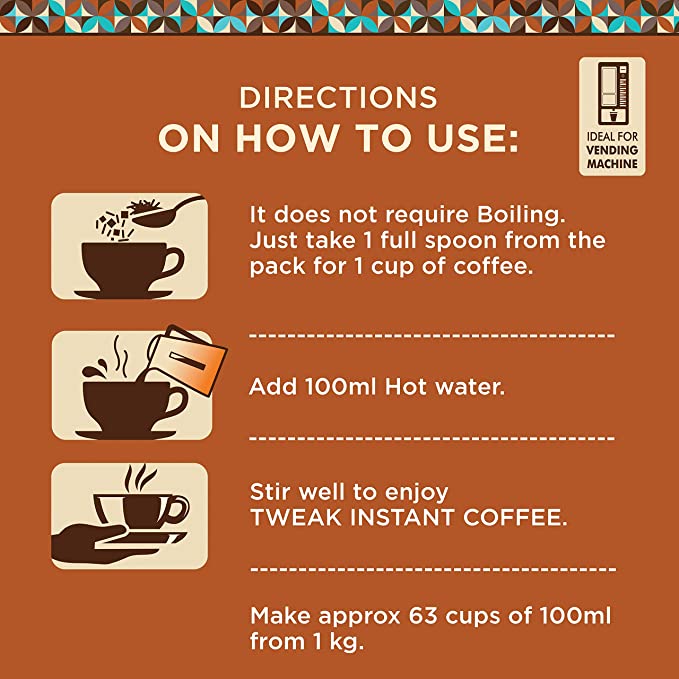 DIRECTIONS
ON HOW TO USE:
IDEAL FOR
VENDING
MACHINE
It does not require Boiling.
Just take 1 full spoon from the
pack for 1 cup of coffee.
Add 100ml Hot water.
Stir well to enjoy
TWEAK INSTANT COFFEE.
Make approx 63 cups of 100ml
from 1 kg.